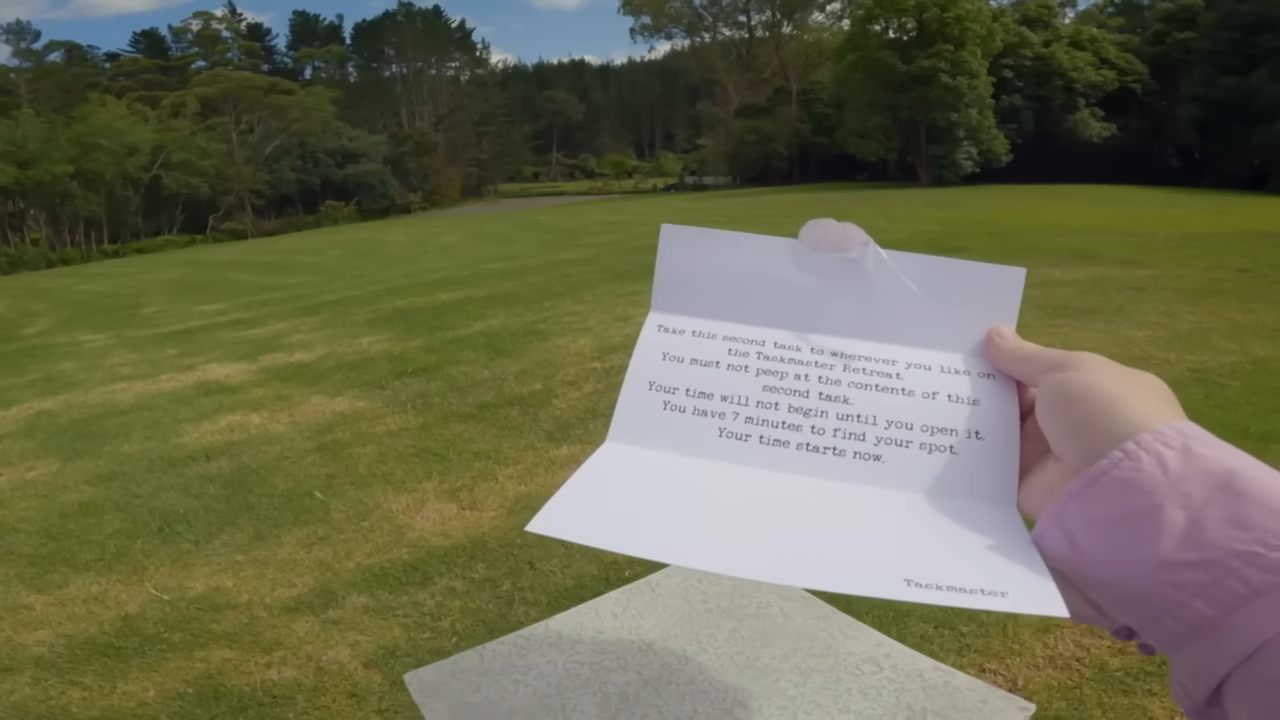 Take this second task to wherever you like on
the Taskmaster Retreat.
You must not peep at the contents of this
second task.
Your time will not begin until you open it.
You have 7 minutes to find your spot.
Your time starts now.
Taskmaster